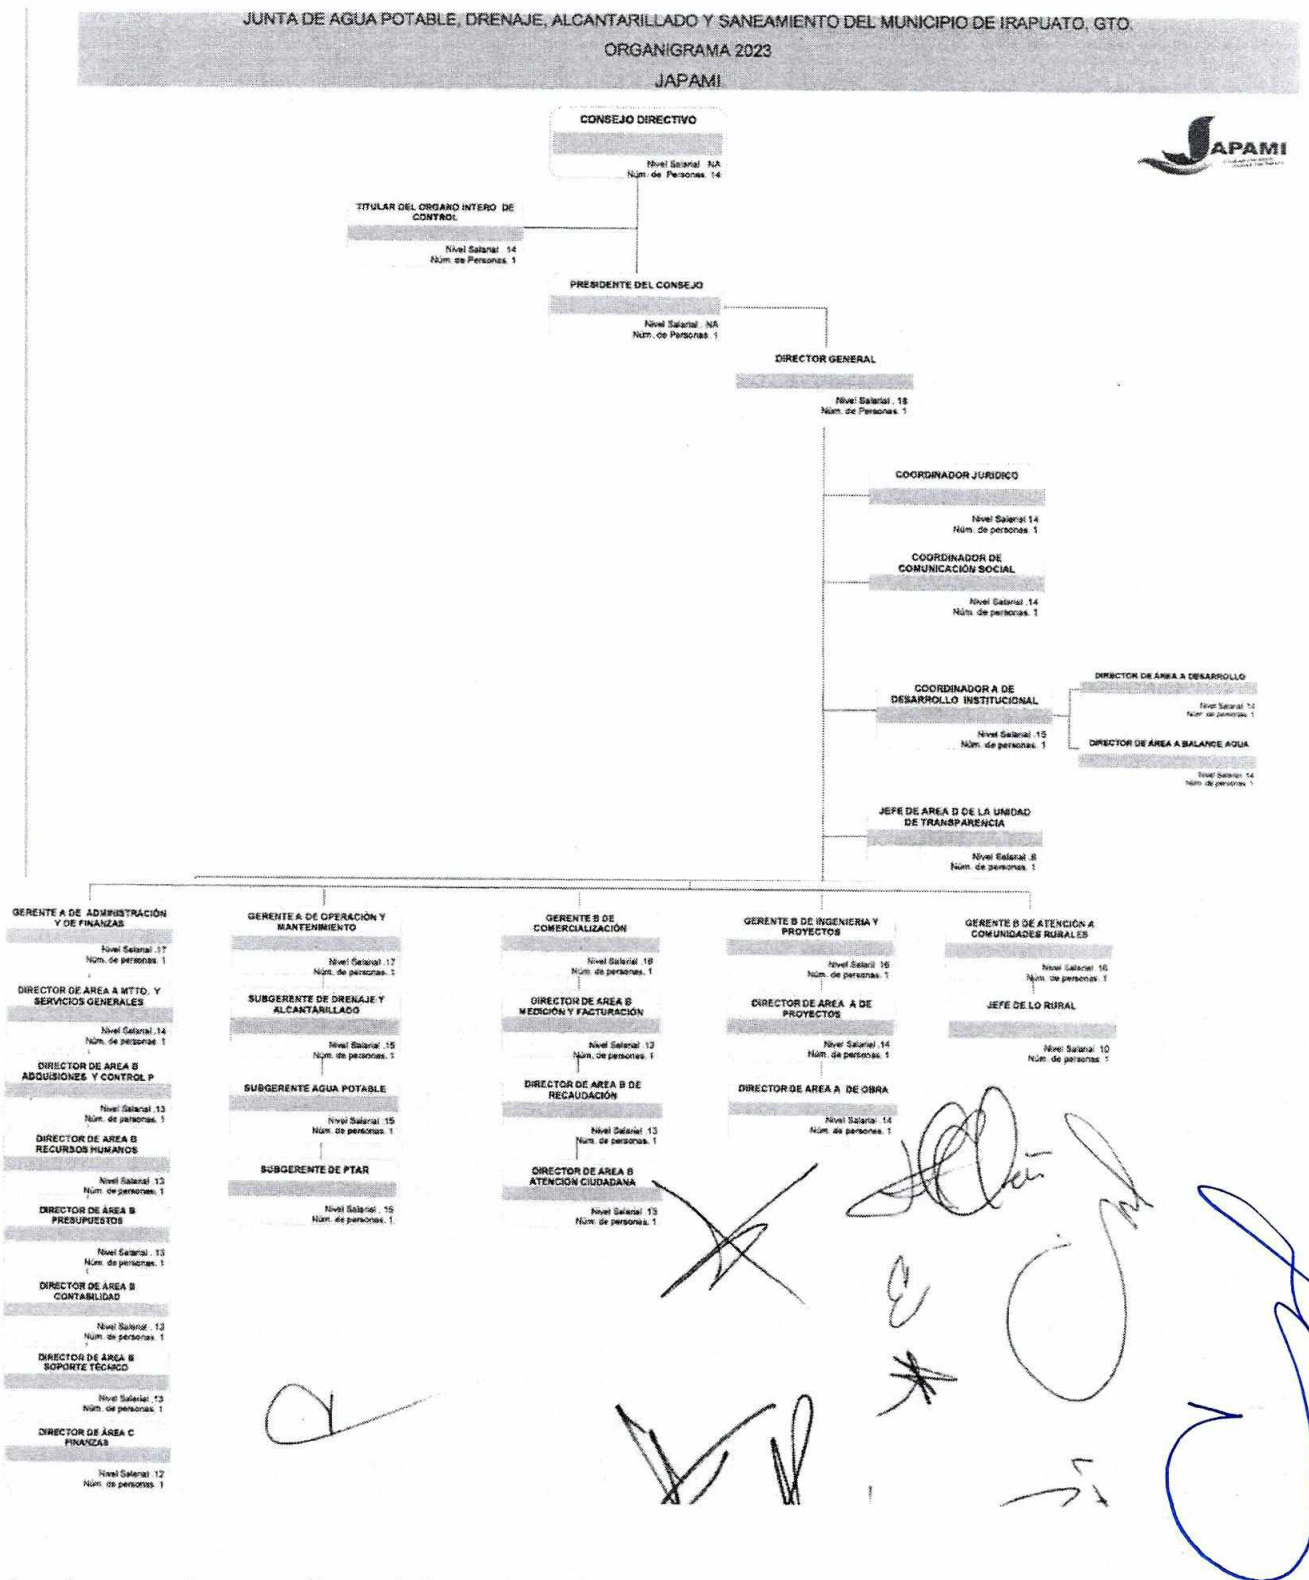 JUNTA DE AGUA POTABLE, DRENAJE, ALCANTARILLADO Y SANEAMIENTO DEL MUNICIPIO DE IRAPUATO, GTO.
ORGANIGRAMA 2023
JAPAMI
JAPAMI
CONSEJO DIRECTIVO
Nivel Salarial NA
Núm. de Personas. 14
TITULAR DEL ORGANO INTERO DE
CONTROL
Nivel Salarial . 14
Núm. de Personas. 1
PRESIDENTE DEL CONSEJO
Nivel Salarial . NA
Núm. de Personas. 1
DIRECTOR GENERAL
Nivel Salarial . 18
Núm. de Personas. 1
COORDINADOR JURIDICO
Nivel Salarial 14
Núm. de personas. 1
COORDINADOR DE
COMUNICACIÓN SOCIAL
Nivel Salarial .14
Núm. de personas. 1
COORDINADOR A DE
DESARROLLO INSTITUCIONAL
Nivel Salarial .15
Núm. de personas. 1
DIRECTOR DE ÁREA A DESARROLLO
Nivel Salarial 14
Núm. de personas. 1
DIRECTOR DE ÁREA A BALANCE AGUA
Nivel Salarial 14
Núm. de personas. 1
JEFE DE AREA D DE LA UNIDAD
DE TRANSPARENCIA
Nivel Salarial .8
Núm. de personas. 1
GERENTE A DE ADMINISTRACIÓN
Y DE FINANZAS
Nivel Salarial .17
Núm. de personas. 1
DIRECTOR DE AREA A MTTO. Y
SERVICIOS GENERALES
Nivel Salarial .14
Núm. de personas. 1
DIRECTOR DE AREA B
ADQUISIONES Y CONTROL P
Nivel Salarial .13
Núm. de personas. 1
DIRECTOR DE AREA B
RECURSOS HUMANOS
Nivel Salarial .13
Núm. de personas. 1
DIRECTOR DE ÁREA B
PRESUPUESTOS
Nivel Salarial . 13
Núm. de personas. 1
DIRECTOR DE ÁREA B
CONTABILIDAD
Nivel Salarial . 13
Núm. de personas. 1
DIRECTOR DE ÁREA B
SOPORTE TÉCNICO
Nivel Salarial .13
Núm. de personas. 1
DIRECTOR DE ÁREA C
FINANZAS
Nivel Salarial .12
Núm. de personas. 1
GERENTE A DE OPERACIÓN Y
MANTENIMIENTO
Nivel Salarial .17
Núm. de personas. 1
SUBGERENTE DE DRENAJE Y
ALCANTARILLADO
Nivel Salarial .15
Núm. de personas. 1
SUBGERENTE AGUA POTABLE
Nivel Salarial .15
Núm. de personas. 1
SUBGERENTE DE PTAR
Nivel Salarial . 15
Núm. de personas. 1
GERENTE B DE
COMERCIALIZACIÓN
Nivel Salarial .16
Núm. de personas. 1
DIRECTOR DE AREA B
MEDICIÓN Y FACTURACIÓN
Nivel Salarial 13
Núm. de personas. 1
DIRECTOR DE AREA B DE
RECAUDACIÓN
Nivel Salarial 13
Núm. de personas. 1
DIRECTOR DE AREA B
ATENCIÓN CIUDADANA
Nivel Salarial .13
Núm. de personas. 1
GERENTE B DE INGENIERIA Y
PROYECTOS
Nivel Salaril 16
Núm. de personas. 1
DIRECTOR DE AREA A DE
PROYECTOS
Nivel Salarial .14
Núm. de personas. 1
DIRECTOR DE AREA A DE OBRA
Nivel Salarial .14
Núm. de personas. 1
GERENTE B DE ATENCIÓN A
COMUNIDADES RURALES
Nivel Salarial 16
Núm. de personas. 1
JEFE DE LO RURAL
Nivel Salarial 10
Núm. de personas. 1